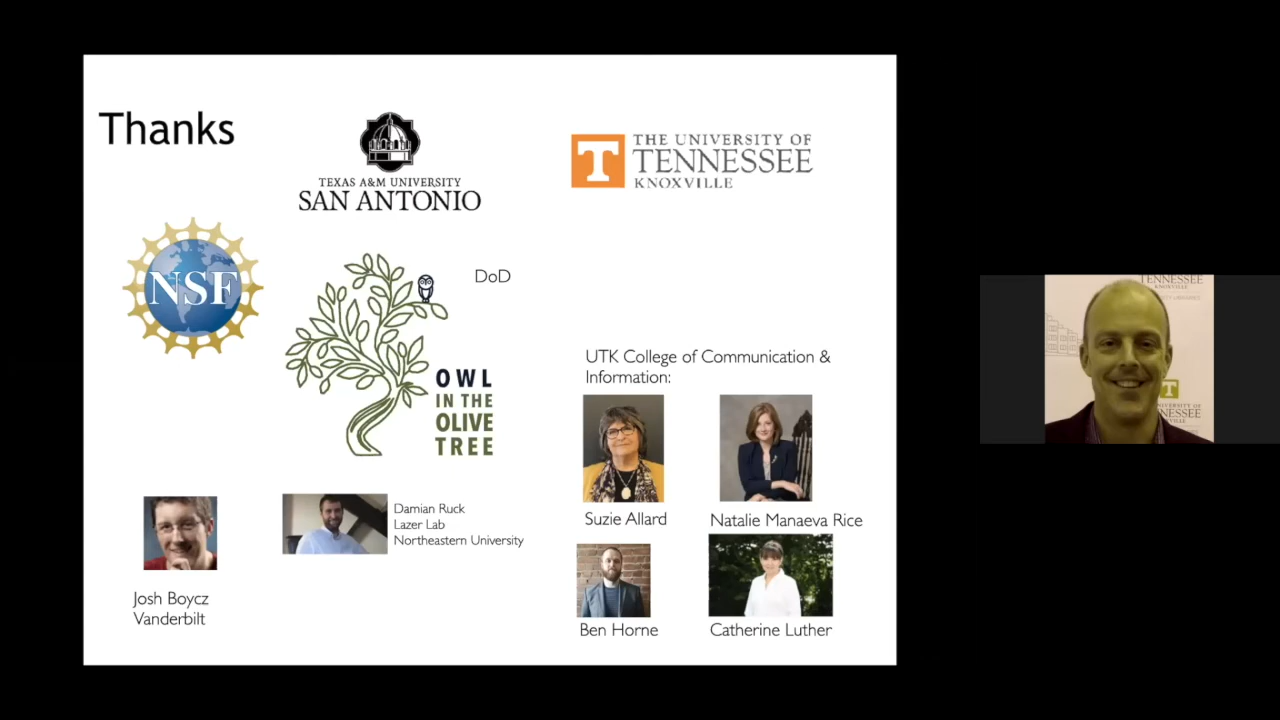 Thanks
TEXAS A&M UNIVERSITY
SAN ANTONIO
THE UNIVERSITY OF
TENNESSEE
KNOXVILLE
NSF
DoD
OWL
IN THE
OLIVE
TREE
UTK College of Communication &
Information:
Suzie Allard
Natalie Manaeva Rice
Damian Ruck
Lazer Lab
Northeastern University
Josh Boycz
Vanderbilt
Ben Horne
Catherine Luther
TENNESSEE
KNOXVILLE